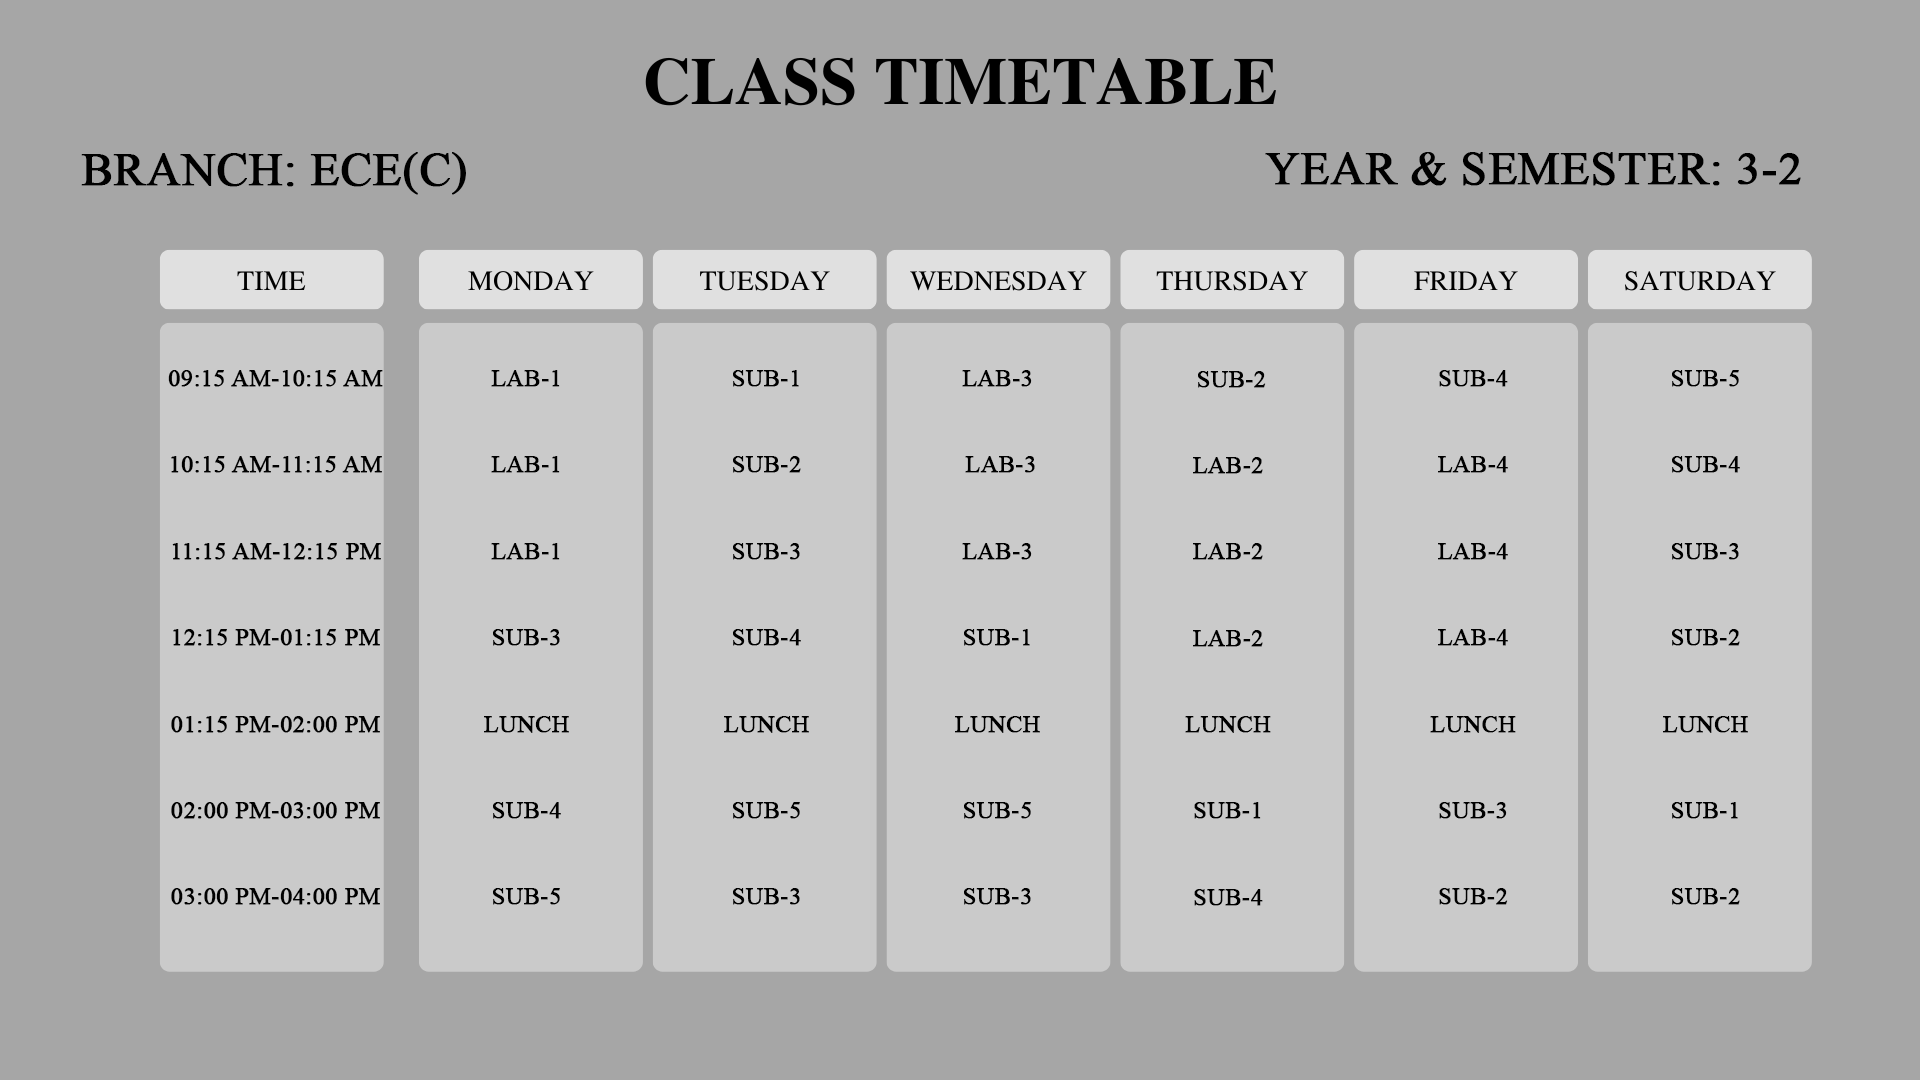 CLASS TIMETABLE
BRANCH: ECE(C) YEAR & SEMESTER: 3-2
TIME MONDAY TUESDAY WEDNESDAY THURSDAY FRIDAY SATURDAY
09:15 AM-10:15 AM LAB-1 SUB-1 LAB-3 SUB-2 SUB-4 SUB-5
10:15 AM-11:15 AM LAB-1 SUB-2 LAB-3 LAB-2 LAB-4 SUB-4
11:15 AM-12:15 PM LAB-1 SUB-3 LAB-3 LAB-2 LAB-4 SUB-3
12:15 PM-01:15 PM SUB-3 SUB-4 SUB-1 LAB-2 LAB-4 SUB-2
01:15 PM-02:00 PM LUNCH LUNCH LUNCH LUNCH LUNCH LUNCH
02:00 PM-03:00 PM SUB-4 SUB-5 SUB-5 SUB-1 SUB-3 SUB-1
03:00 PM-04:00 PM SUB-5 SUB-3 SUB-3 SUB-4 SUB-2 SUB-2